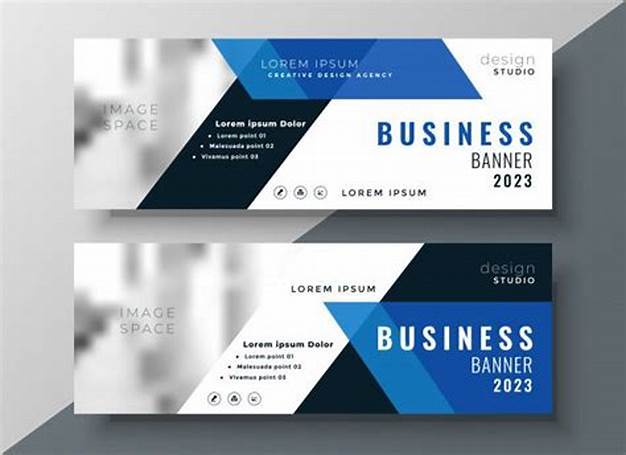 LOREM IPSUM
CREATIVE DESIGN AGENCY
design
STUDIO
IMAGE
SPACE
Lorem ipsum Dolor
• Lorem point 01
• Malesuada point 02
• Vivamus point 03
BUSINESS
BANNER
2023
LOREM IPSUM
design
STUDIO
LOREM IPSUM
IMAGE
SPACE
Lorem ipsum Dolor
• Lorem point 01
• Malesuada point 02
• Vivamus point 03
BUSINESS
BANNER
2023